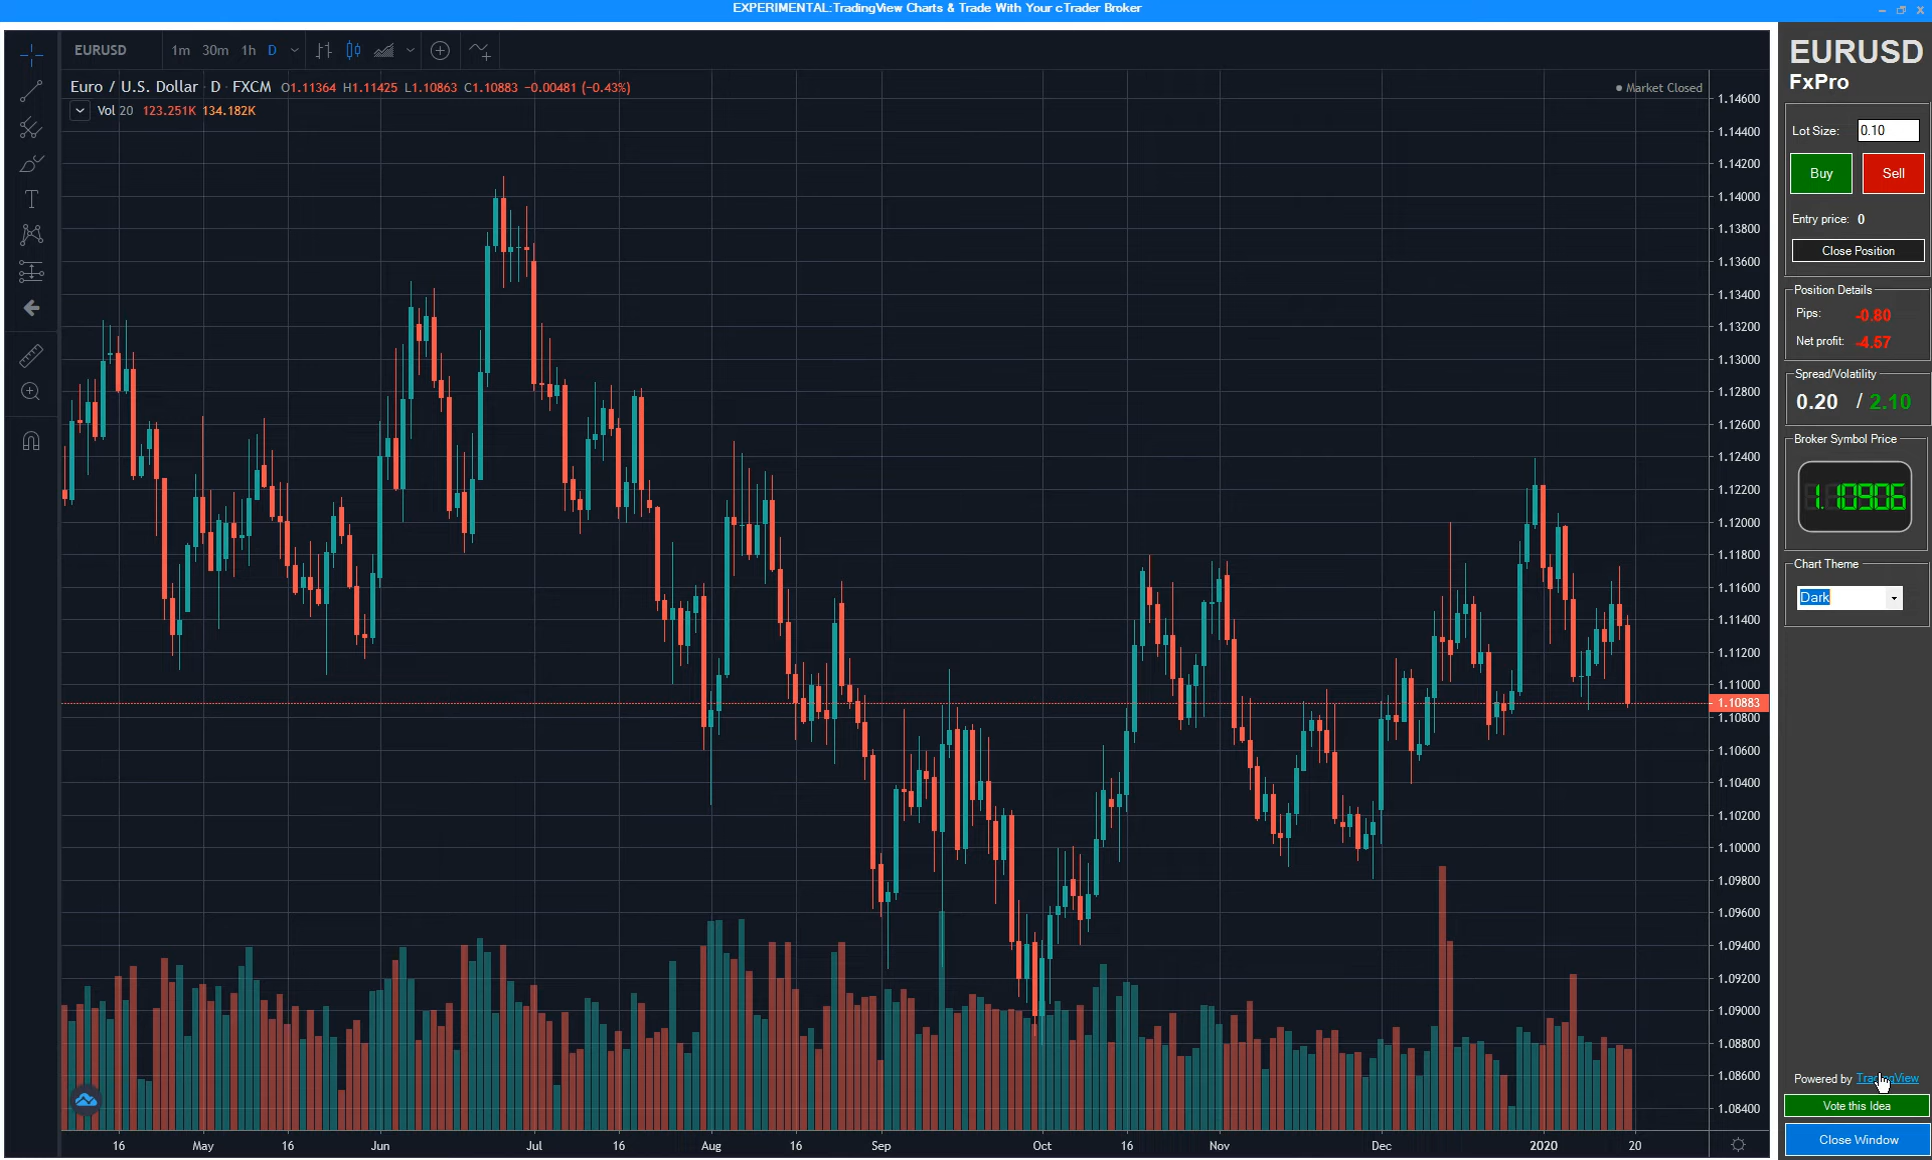 EXPERIMENTAL:TradingView Charts & Trade With Your cTrader Broker
EURUSD 1m 30m 1h D
Euro / U.S. Dollar D FXCM O1.11364 H1.11425 L1.10863 C1.10883 −0.00481 (−0.43%)
Market Closed
Vol 20 123.251K 134.182K
1.14600
1.14400
1.14200
1.14000
1.13800
1.13600
1.13400
1.13200
1.13000
1.12800
1.12600
1.12400
1.12200
1.12000
1.11800
1.11600
1.11400
1.11200
1.11000
1.10883
1.10800
1.10600
1.10400
1.10200
1.10000
1.09800
1.09600
1.09400
1.09200
1.09000
1.08800
1.08600
1.08400
16 May 16 Jun Jul 16 Aug 16 Sep Oct 16 Nov Dec 2020 20
EURUSD
FxPro
Lot Size: 0.10
Buy Sell
Entry price: 0
Close Position
Position Details
Pips: -0.80
Net profit: -4.57
Spread/Volatility
0.20 / 2.10
Broker Symbol Price
1.10906
Chart Theme
Dark
Powered by TradingView
Vote this Idea
Close Window